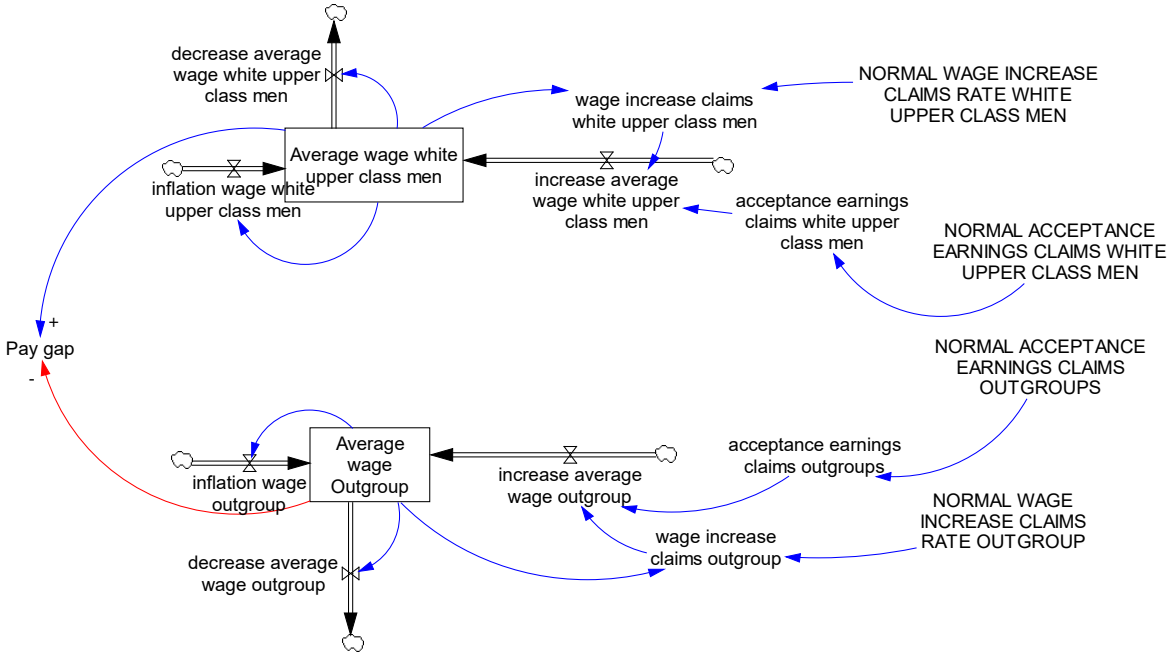 decrease average
wage white upper
class men
NORMAL WAGE INCREASE
CLAIMS RATE WHITE
UPPER CLASS MEN
wage increase claims
white upper class men
Average wage white
upper class men
inflation wage white
upper class men
increase average
wage white upper
class men
acceptance earnings
claims white upper
class men
NORMAL ACCEPTANCE
EARNINGS CLAIMS WHITE
UPPER CLASS MEN
+
Pay gap
-
NORMAL ACCEPTANCE
EARNINGS CLAIMS
OUTGROUPS
Average
wage
Outgroup
inflation wage
outgroup
increase average
wage outgroup
acceptance earnings
claims outgroups
NORMAL WAGE
INCREASE CLAIMS
RATE OUTGROUP
wage increase
claims outgroup
decrease average
wage outgroup